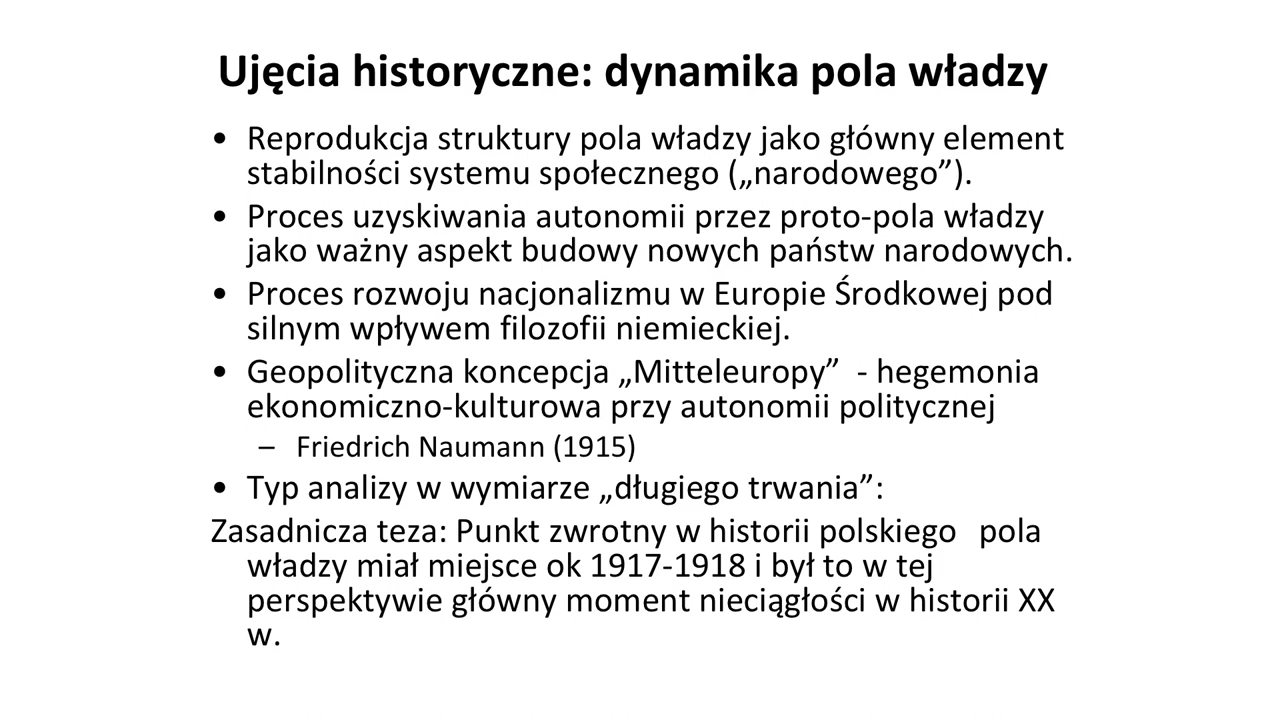 Ujęcia historyczne: dynamika pola władzy
• Reprodukcja struktury pola władzy jako główny element
stabilności systemu społecznego („narodowego”).
• Proces uzyskiwania autonomii przez proto-pola władzy
jako ważny aspekt budowy nowych państw narodowych.
• Proces rozwoju nacjonalizmu w Europie Środkowej pod
silnym wpływem filozofii niemieckiej.
• Geopolityczna koncepcja „Mitteleuropy” - hegemonia
ekonomiczno-kulturowa przy autonomii politycznej
– Friedrich Naumann (1915)
• Typ analizy w wymiarze „długiego trwania”:
Zasadnicza teza: Punkt zwrotny w historii polskiego pola
władzy miał miejsce ok 1917-1918 i był to w tej
perspektywie główny moment nieciągłości w historii XX
w.